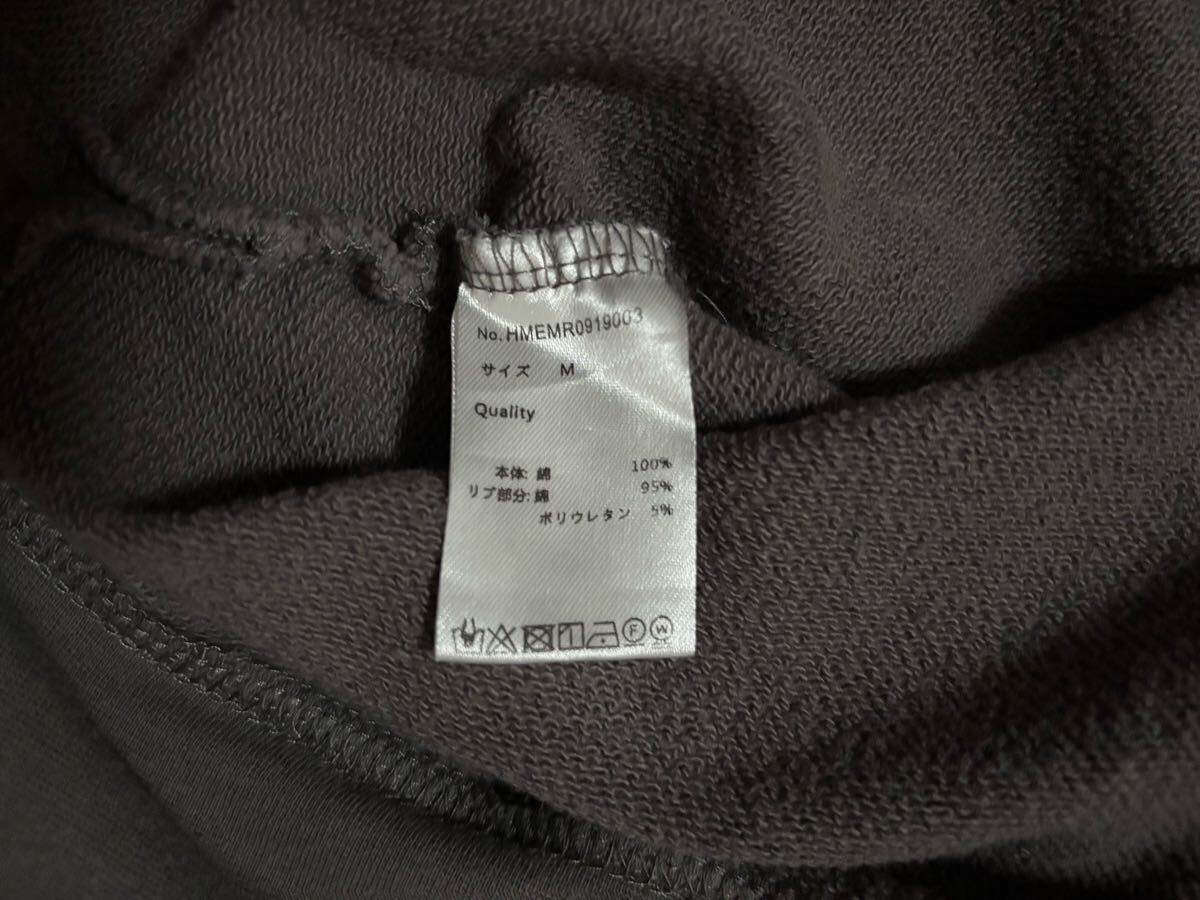 No. HMEMR0919003
サイズ M
Quality
本体: 綿 100%
リブ部分: 綿 95%
ポリウレタン 5%
F W